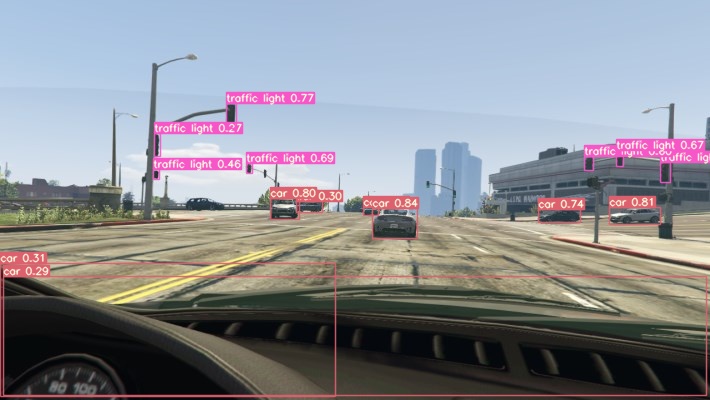 traffic light 0.77
traffic light 0.27
traffic light 0.67
traffic light 0.46
traffic light 0.69
car 0.80
0.30
car 0.84
car 0.74
car 0.81
car 0.31
car 0.29
80 100